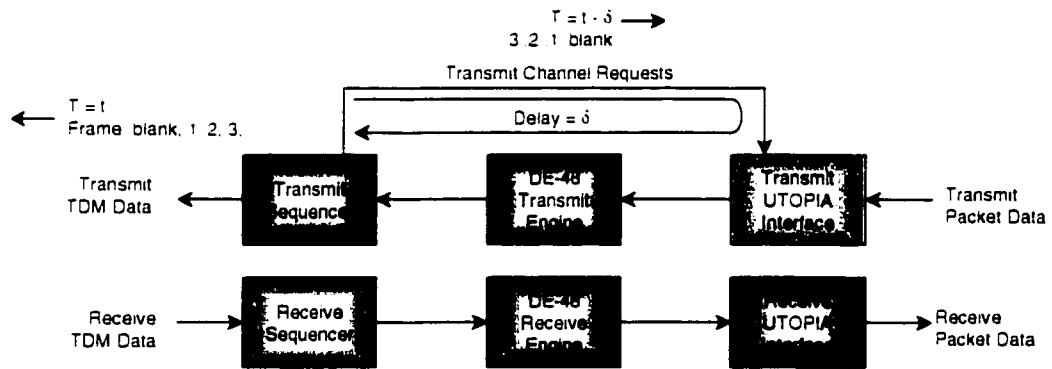 T = t - δ
3 .2 .1 blank
Transmit Channel Requests
T = t
Frame, blank, 1 2, 3,
Delay = δ
Transmit
TDM Data
Transmit
Sequencer
DE-48
Transmit
Engine
Transmit
UTOPIA
Interface
Transmit
Packet Data
Receive
TDM Data
Receive
Sequencer
DE-48
Receive
Engine
Receive
UTOPIA
Interface
Receive
Packet Data